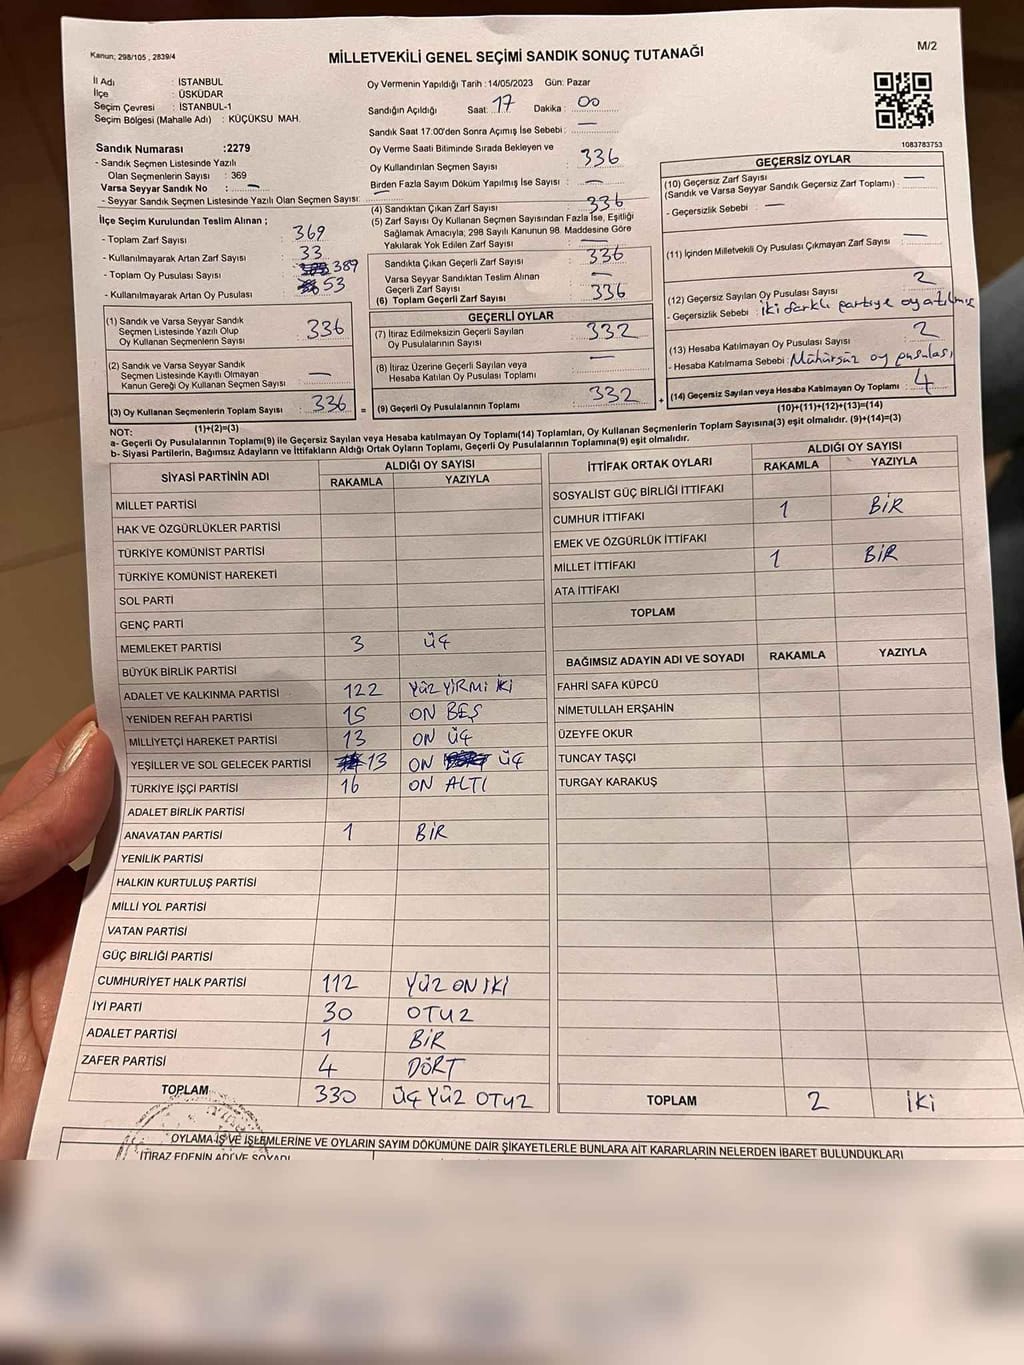 Kanun; 298/105 , 2839/4
MİLLETVEKİLİ GENEL SEÇİMİ SANDIK SONUÇ TUTANAĞI
M/2
İl Adı : İSTANBUL
İlçe : ÜSKÜDAR
Seçim Çevresi : İSTANBUL-1
Seçim Bölgesi (Mahalle Adı) : KÜÇÜKSU MAH.
Sandık Numarası :2279
- Sandık Seçmen Listesinde Yazılı
Olan Seçmenlerin Sayısı : 369
Varsa Seyyar Sandık No : —
- Seyyar Sandık Seçmen Listesinde Yazılı Olan Seçmen Sayısı: —
İlçe Seçim Kurulundan Teslim Alınan ;
- Toplam Zarf Sayısı : 369
- Kullanılmayarak Artan Zarf Sayısı : 33
- Toplam Oy Pusulası Sayısı : 389
- Kullanılmayarak Artan Oy Pusulası : 53
(1) Sandık ve Varsa Seyyar Sandık
Seçmen Listesinde Yazılı Olup
Oy Kullanan Seçmenlerin Sayısı : 336
(2) Sandık ve Varsa Seyyar Sandık
Seçmen Listesinde Kayıtlı Olmayan
Kanun Gereği Oy Kullanan Seçmen Sayısı : —
(3) Oy Kullanan Seçmenlerin Toplam Sayısı : 336
(1)+(2)=(3)
Oy Vermenin Yapıldığı Tarih :14/05/2023 Gün: Pazar
Sandığın Açıldığı Saat: 17 Dakika : 00
Sandık Saat 17:00'den Sonra Açımış İse Sebebi : —
Oy Verme Saati Bitiminde Sırada Bekleyen ve
Oy Kullandırılan Seçmen Sayısı : 336
Birden Fazla Sayım Döküm Yapılmış İse Sayısı : —
(4) Sandıktan Çıkan Zarf Sayısı : 336
(5) Zarf Sayısı Oy Kullanan Seçmen Sayısından Fazla İse, Eşitliği
Sağlamak Amacıyla; 298 Sayılı Kanunun 98. Maddesine Göre
Yakılarak Yok Edilen Zarf Sayısı : —
Sandıkta Çıkan Geçerli Zarf Sayısı : 336
Varsa Seyyar Sandıktan Teslim Alınan
Geçerli Zarf Sayısı : —
(6) Toplam Geçerli Zarf Sayısı : 336
GEÇERLİ OYLAR
(7) İtiraz Edilmeksizin Geçerli Sayılan
Oy Pusulalarının Sayısı : 332
(8) İtiraz Üzerine Geçerli Sayılan veya
Hesaba Katılan Oy Pusulası Toplamı : —
= (9) Geçerli Oy Pusulalarının Toplamı : 332 +
1083783753
GEÇERSİZ OYLAR
(10) Geçersiz Zarf Sayısı
(Sandık ve Varsa Seyyar Sandık Geçersiz Zarf Toplamı) : —
- Geçersizlik Sebebi : —
(11) İçinden Milletvekili Oy Pusulası Çıkmayan Zarf Sayısı : —
(12) Geçersiz Sayılan Oy Pusulası Sayısı : 2
- Geçersizlik Sebebi : iki farklı partiye oy atılmış
(13) Hesaba Katılmayan Oy Pusulası Sayısı : 2
- Hesaba Katılmama Sebebi : Mühürsüz oy pusulası
(14) Geçersiz Sayılan veya Hesaba Katılmayan Oy Toplamı : 4
(10)+(11)+(12)+(13)=(14)
NOT:
a- Geçerli Oy Pusulalarının Toplamı(9) ile Geçersiz Sayılan veya Hesaba katılmayan Oy Toplamı(14) Toplamları, Oy Kullanan Seçmenlerin Toplam Sayısına(3) eşit olmalıdır. (9)+(14)=(3)
b- Siyasi Partilerin, Bağımsız Adayların ve İttifakların Aldığı Ortak Oyların Toplamı, Geçerli Oy Pusulalarının Toplamına(9) eşit olmalıdır.
SİYASİ PARTİNİN ADI ALDIĞI OY SAYISI
RAKAMLA YAZIYLA
MİLLET PARTİSİ
HAK VE ÖZGÜRLÜKLER PARTİSİ
TÜRKİYE KOMÜNİST PARTİSİ
TÜRKİYE KOMÜNİST HAREKETİ
SOL PARTİ
GENÇ PARTİ
MEMLEKET PARTİSİ 3 ÜÇ
BÜYÜK BİRLİK PARTİSİ
ADALET VE KALKINMA PARTİSİ 122 YÜZ YİRMİ İKİ
YENİDEN REFAH PARTİSİ 15 ON BEŞ
MİLLİYETÇİ HAREKET PARTİSİ 13 ON ÜÇ
YEŞİLLER VE SOL GELECEK PARTİSİ 13 ON ÜÇ
TÜRKİYE İŞÇİ PARTİSİ 16 ON ALTI
ADALET BİRLİK PARTİSİ
ANAVATAN PARTİSİ 1 BİR
YENİLİK PARTİSİ
HALKIN KURTULUŞ PARTİSİ
MİLLİ YOL PARTİSİ
VATAN PARTİSİ
GÜÇ BİRLİĞİ PARTİSİ
CUMHURİYET HALK PARTİSİ 112 YÜZ ON İKİ
İYİ PARTİ 30 OTUZ
ADALET PARTİSİ 1 BİR
ZAFER PARTİSİ 4 DÖRT
TOPLAM 330 ÜÇ YÜZ OTUZ
İTTİFAK ORTAK OYLARI ALDIĞI OY SAYISI
RAKAMLA YAZIYLA
SOSYALİST GÜÇ BİRLİĞİ İTTİFAKI
CUMHUR İTTİFAKI 1 BİR
EMEK VE ÖZGÜRLÜK İTTİFAKI
MİLLET İTTİFAKI 1 BİR
ATA İTTİFAKI
TOPLAM
BAĞIMSIZ ADAYIN ADI VE SOYADI RAKAMLA YAZIYLA
FAHRİ SAFA KÜPCÜ
NİMETULLAH ERŞAHİN
ÜZEYFE OKUR
TUNCAY TAŞÇI
TURGAY KARAKUŞ
TOPLAM 2 İKİ
OYLAMA İŞ VE İŞLEMLERİNE VE OYLARIN SAYIM DÖKÜMÜNE DAİR ŞİKAYETLERLE BUNLARA AİT KARARLARIN NELERDEN İBARET BULUNDUKLARI
İTİRAZ EDENİN ADI VE SOYADI